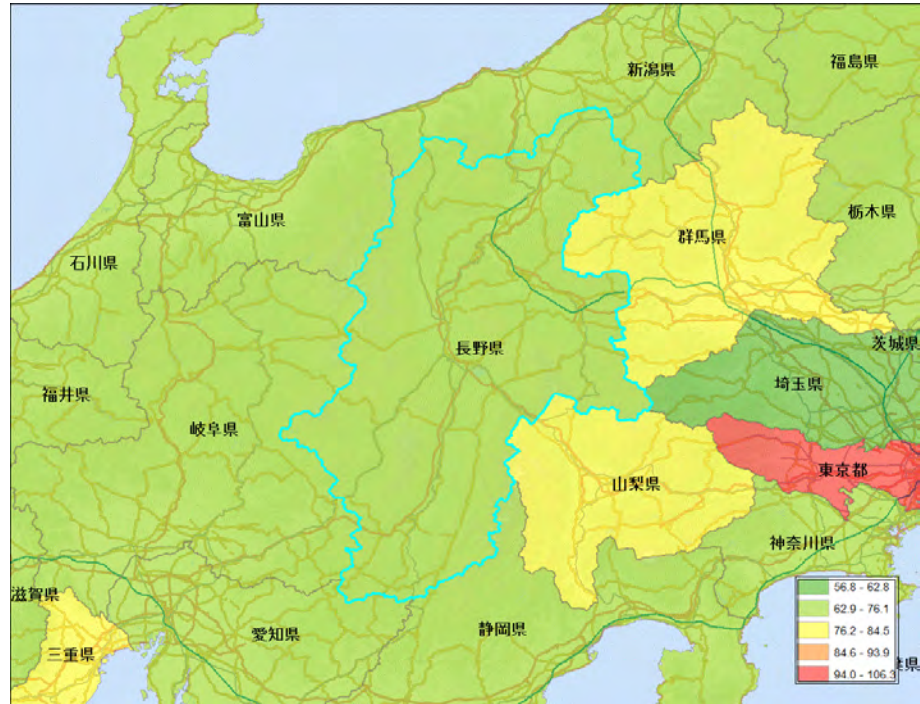 新潟県
福島県
栃木県
富山県
群馬県
石川県
茨城県
長野県
埼玉県
福井県
岐阜県
東京都
山梨県
神奈川県
滋賀県
愛知県
静岡県
三重県
葉県
56.8 - 62.8
62.9 - 76.1
76.2 - 84.5
84.6 - 93.9
94.0 - 106.3